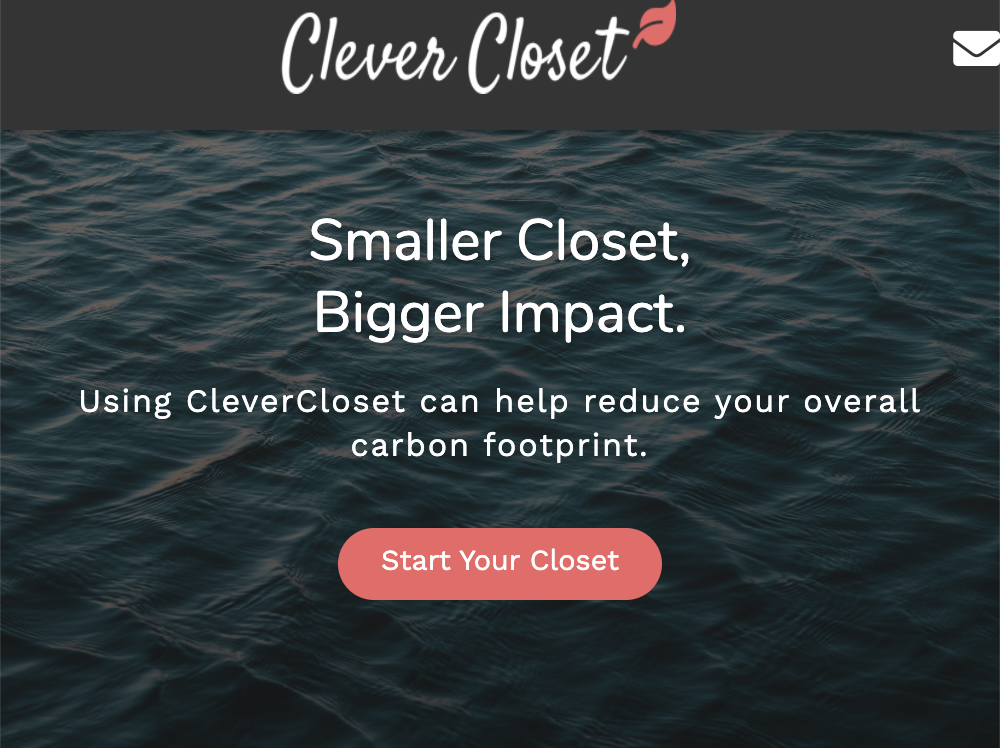 Clever Closet
Smaller Closet,
Bigger Impact.
Using CleverCloset can help reduce your overall
carbon footprint.
Start Your Closet